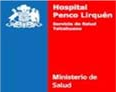 Hospital
Penco Lirquén
Servicio de Salud
Talcahuano
Ministerio de
Salud